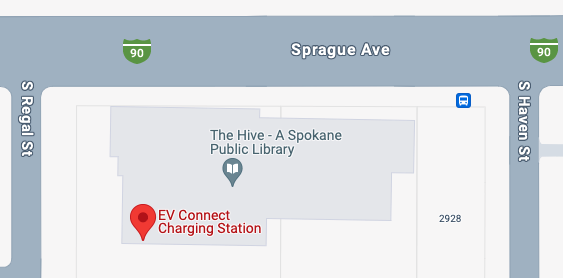 90
Sprague Ave
90
S Regal St
S Haven St
The Hive - A Spokane
Public Library
EV Connect
Charging Station
2928